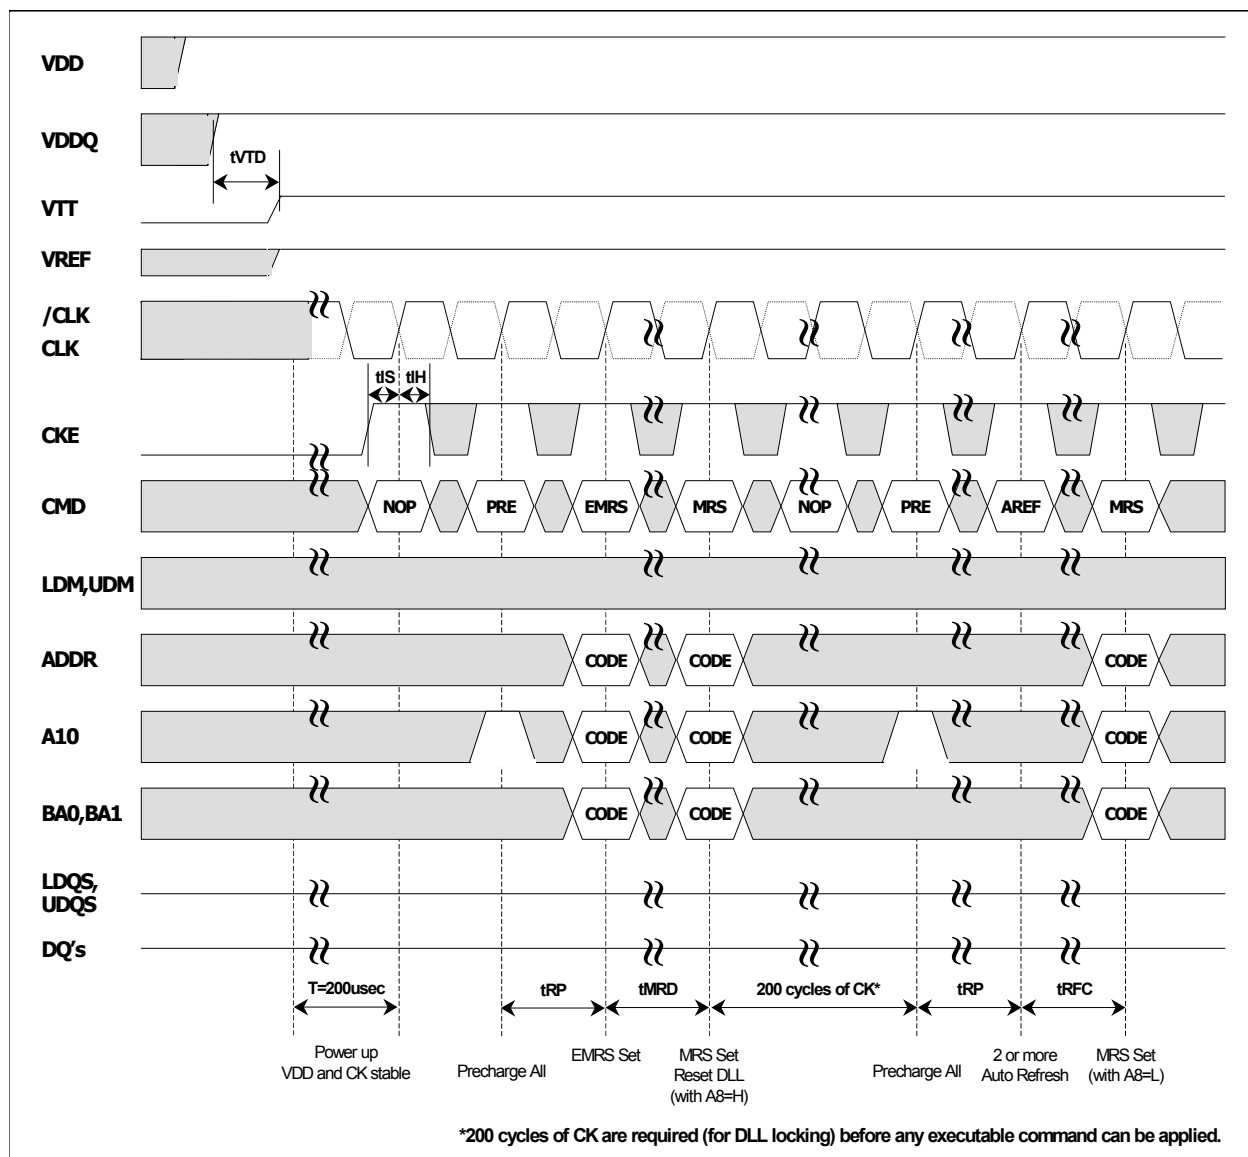 VDD
VDDQ
tVTD
VTT
VREF
/CLK
CLK
tIS tIH
CKE
CMD NOP PRE EMRS MRS NOP PRE AREF MRS
LDM,UDM
ADDR CODE CODE CODE
A10 CODE CODE CODE
BA0,BA1 CODE CODE CODE
LDQS,
UDQS
DQ's
T=200usec tRP tMRD 200 cycles of CK* tRP tRFC
Power up
VDD and CK stable
Precharge All
EMRS Set
MRS Set
Reset DLL
(with A8=H)
Precharge All
2 or more
Auto Refresh
MRS Set
(with A8=L)
*200 cycles of CK are required (for DLL locking) before any executable command can be applied.